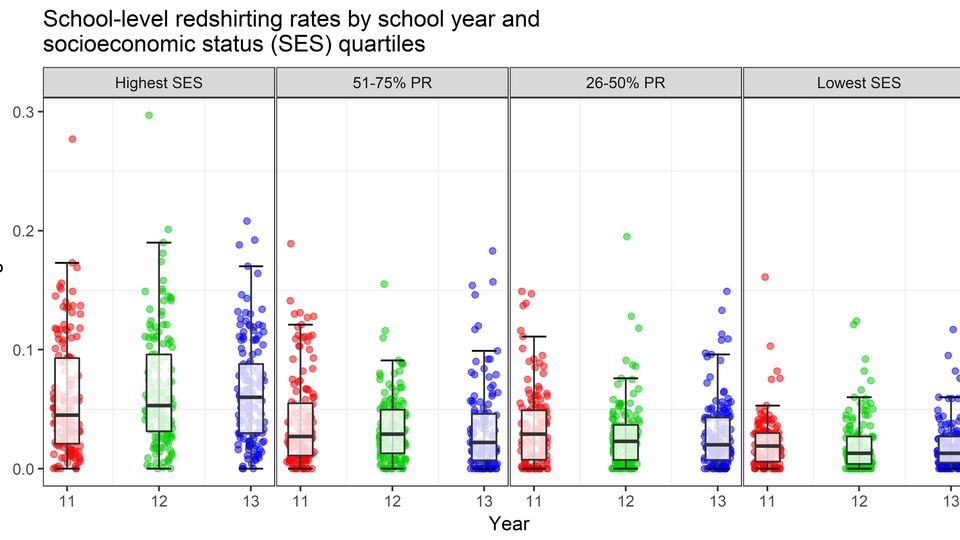 School-level redshirting rates by school year and
socioeconomic status (SES) quartiles
Highest SES
51-75% PR
26-50% PR
Lowest SES
0.3
0.2
0.1
0.0
11 12 13 11 12 13 11 12 13 11 12 13
Year